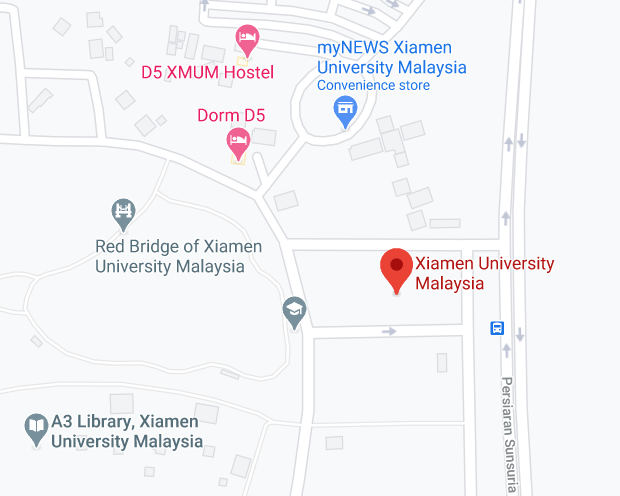 myNEWS Xiamen
University Malaysia
Convenience store
D5 XMUM Hostel
Dorm D5
Red Bridge of Xiamen
University Malaysia
Xiamen University
Malaysia
A3 Library, Xiamen
University Malaysia
Persiaran Sunsuria